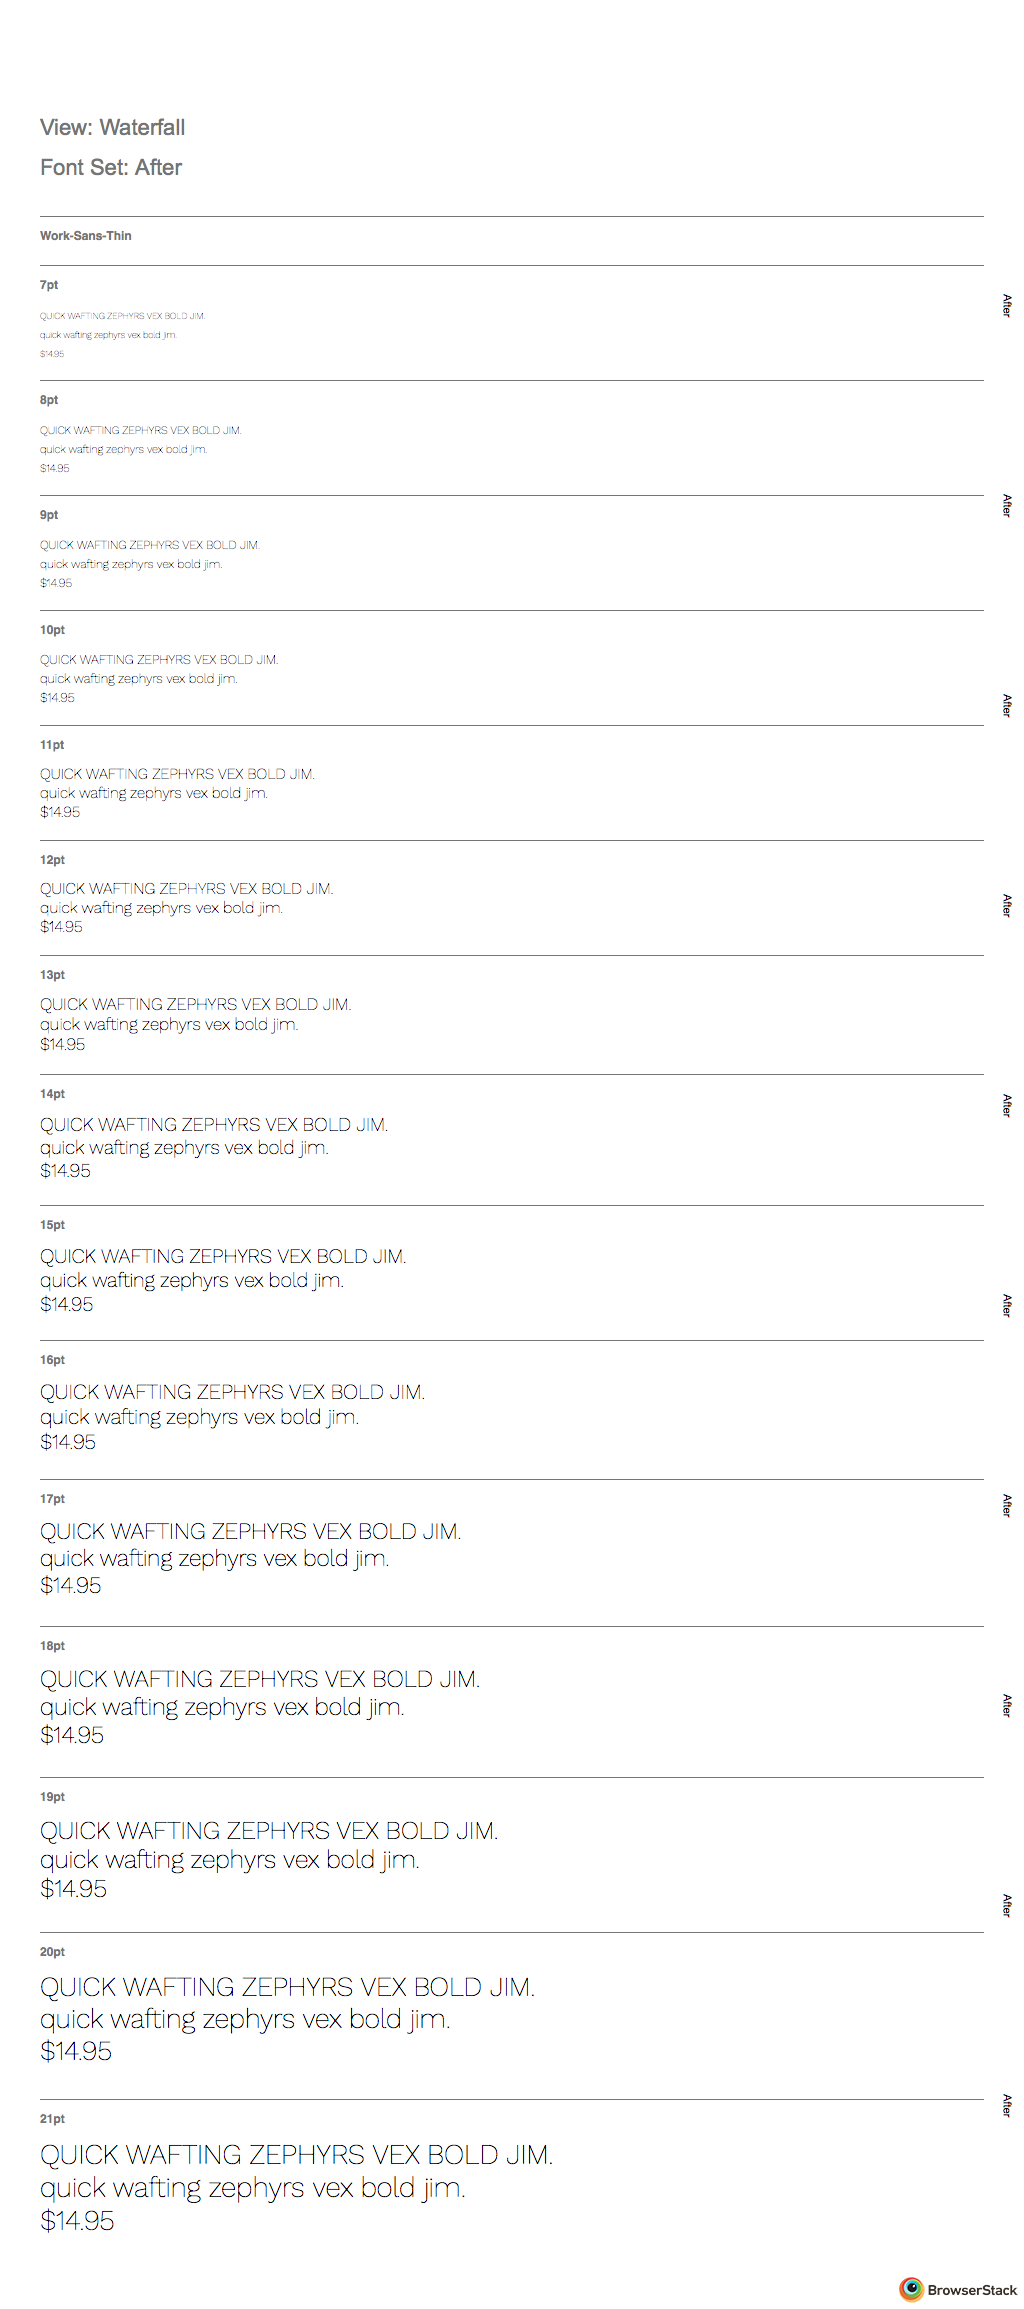 View: Waterfall
Font Set: After
Work-Sans-Thin
7pt
QUICK WAFTING ZEPHYRS VEX BOLD JIM.
quick wafting zephyrs vex bold jim.
$14.95
After
8pt
QUICK WAFTING ZEPHYRS VEX BOLD JIM.
quick wafting zephyrs vex bold jim.
$14.95
After
9pt
QUICK WAFTING ZEPHYRS VEX BOLD JIM.
quick wafting zephyrs vex bold jim.
$14.95
10pt
QUICK WAFTING ZEPHYRS VEX BOLD JIM.
quick wafting zephyrs vex bold jim.
$14.95
After
11pt
QUICK WAFTING ZEPHYRS VEX BOLD JIM.
quick wafting zephyrs vex bold jim.
$14.95
12pt
QUICK WAFTING ZEPHYRS VEX BOLD JIM.
quick wafting zephyrs vex bold jim.
$14.95
After
13pt
QUICK WAFTING ZEPHYRS VEX BOLD JIM.
quick wafting zephyrs vex bold jim.
$14.95
14pt
QUICK WAFTING ZEPHYRS VEX BOLD JIM.
quick wafting zephyrs vex bold jim.
$14.95
After
15pt
QUICK WAFTING ZEPHYRS VEX BOLD JIM.
quick wafting zephyrs vex bold jim.
$14.95
After
16pt
QUICK WAFTING ZEPHYRS VEX BOLD JIM.
quick wafting zephyrs vex bold jim.
$14.95
17pt
QUICK WAFTING ZEPHYRS VEX BOLD JIM.
quick wafting zephyrs vex bold jim.
$14.95
After
18pt
QUICK WAFTING ZEPHYRS VEX BOLD JIM.
quick wafting zephyrs vex bold jim.
$14.95
After
19pt
QUICK WAFTING ZEPHYRS VEX BOLD JIM.
quick wafting zephyrs vex bold jim.
$14.95
After
20pt
QUICK WAFTING ZEPHYRS VEX BOLD JIM.
quick wafting zephyrs vex bold jim.
$14.95
After
21pt
QUICK WAFTING ZEPHYRS VEX BOLD JIM.
quick wafting zephyrs vex bold jim.
$14.95
BrowserStack